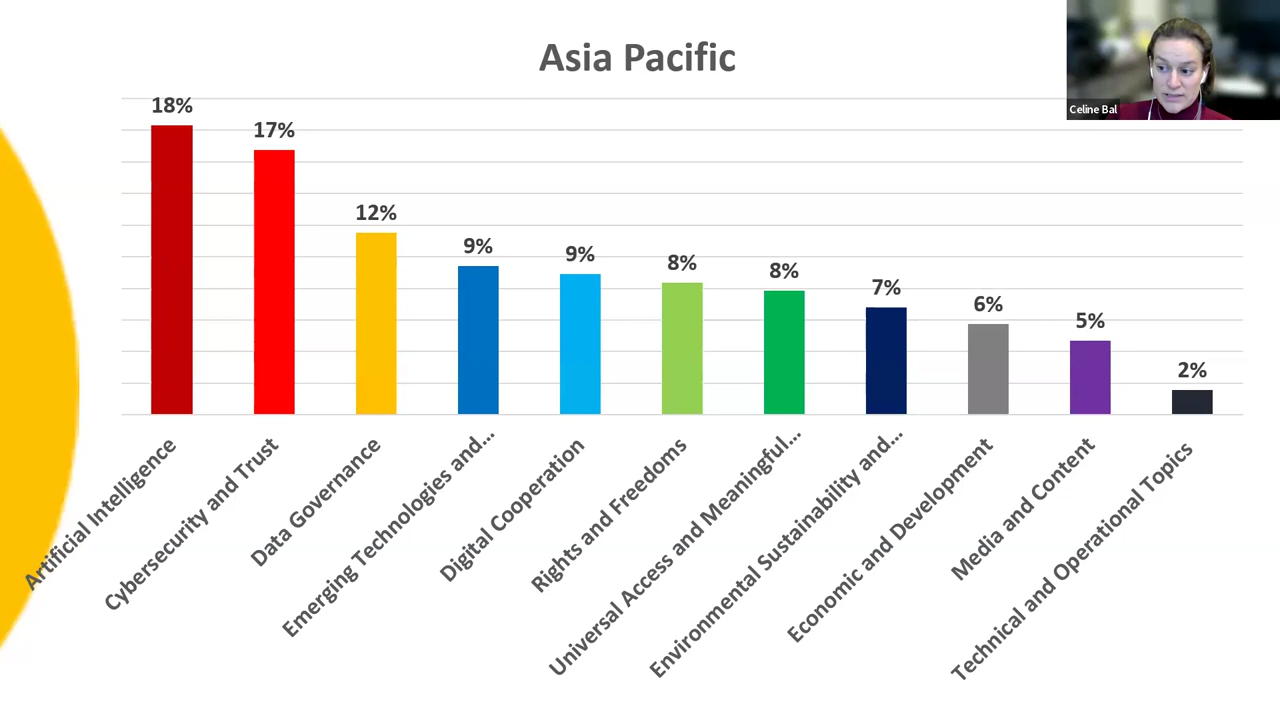 Asia Pacific
Celine Bal
18%
17%
12%
9%
9%
8%
8%
7%
6%
5%
2%
Artificial Intelligence
Cybersecurity and Trust
Data Governance
Emerging Technologies and...
Digital Cooperation
Rights and Freedoms
Universal Access and Meaningful...
Environmental Sustainability and...
Economic and Development
Media and Content
Technical and Operational Topics